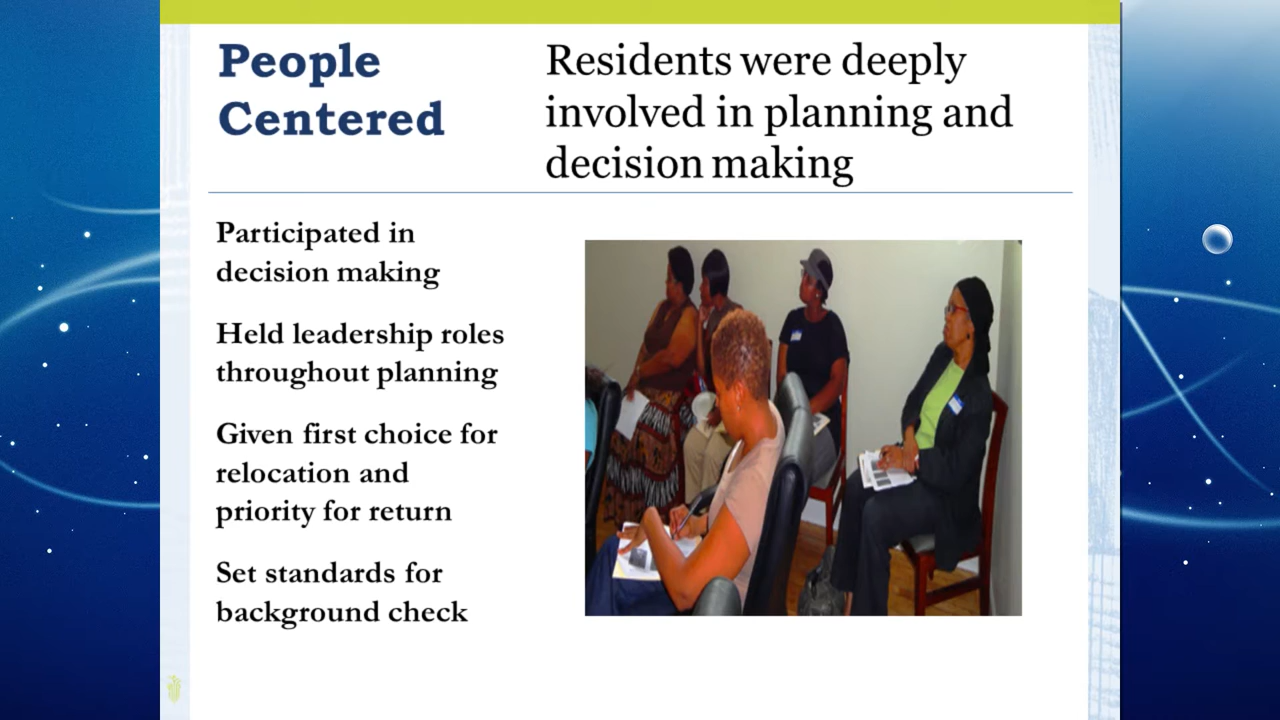 People
Centered
Residents were deeply
involved in planning and
decision making
Participated in
decision making
Held leadership roles
throughout planning
Given first choice for
relocation and
priority for return
Set standards for
background check